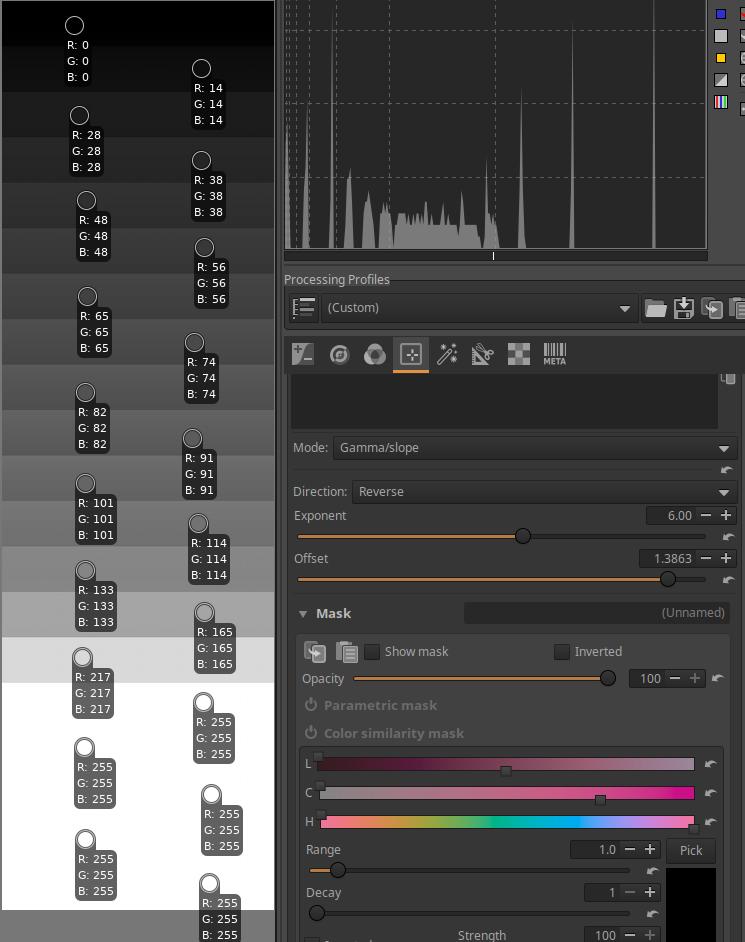 R: 0
G: 0
B: 0
R: 14
G: 14
B: 14
R: 28
G: 28
B: 28
R: 38
G: 38
B: 38
R: 48
G: 48
B: 48
R: 56
G: 56
B: 56
R: 65
G: 65
B: 65
R: 74
G: 74
B: 74
R: 82
G: 82
B: 82
R: 91
G: 91
B: 91
R: 101
G: 101
B: 101
R: 114
G: 114
B: 114
R: 133
G: 133
B: 133
R: 165
G: 165
B: 165
R: 217
G: 217
B: 217
R: 255
G: 255
B: 255
R: 255
G: 255
B: 255
R: 255
G: 255
B: 255
R: 255
G: 255
B: 255
R: 255
G: 255
B: 255
Processing Profiles
(Custom)
META
Mode: Gamma/slope
Direction: Reverse
Exponent 6.00
Offset 1.3863
Mask (Unnamed)
Show mask Inverted
Opacity 100
Parametric mask
Color similarity mask
L
C
H
Range 1.0 Pick
Decay 1
Strength 100